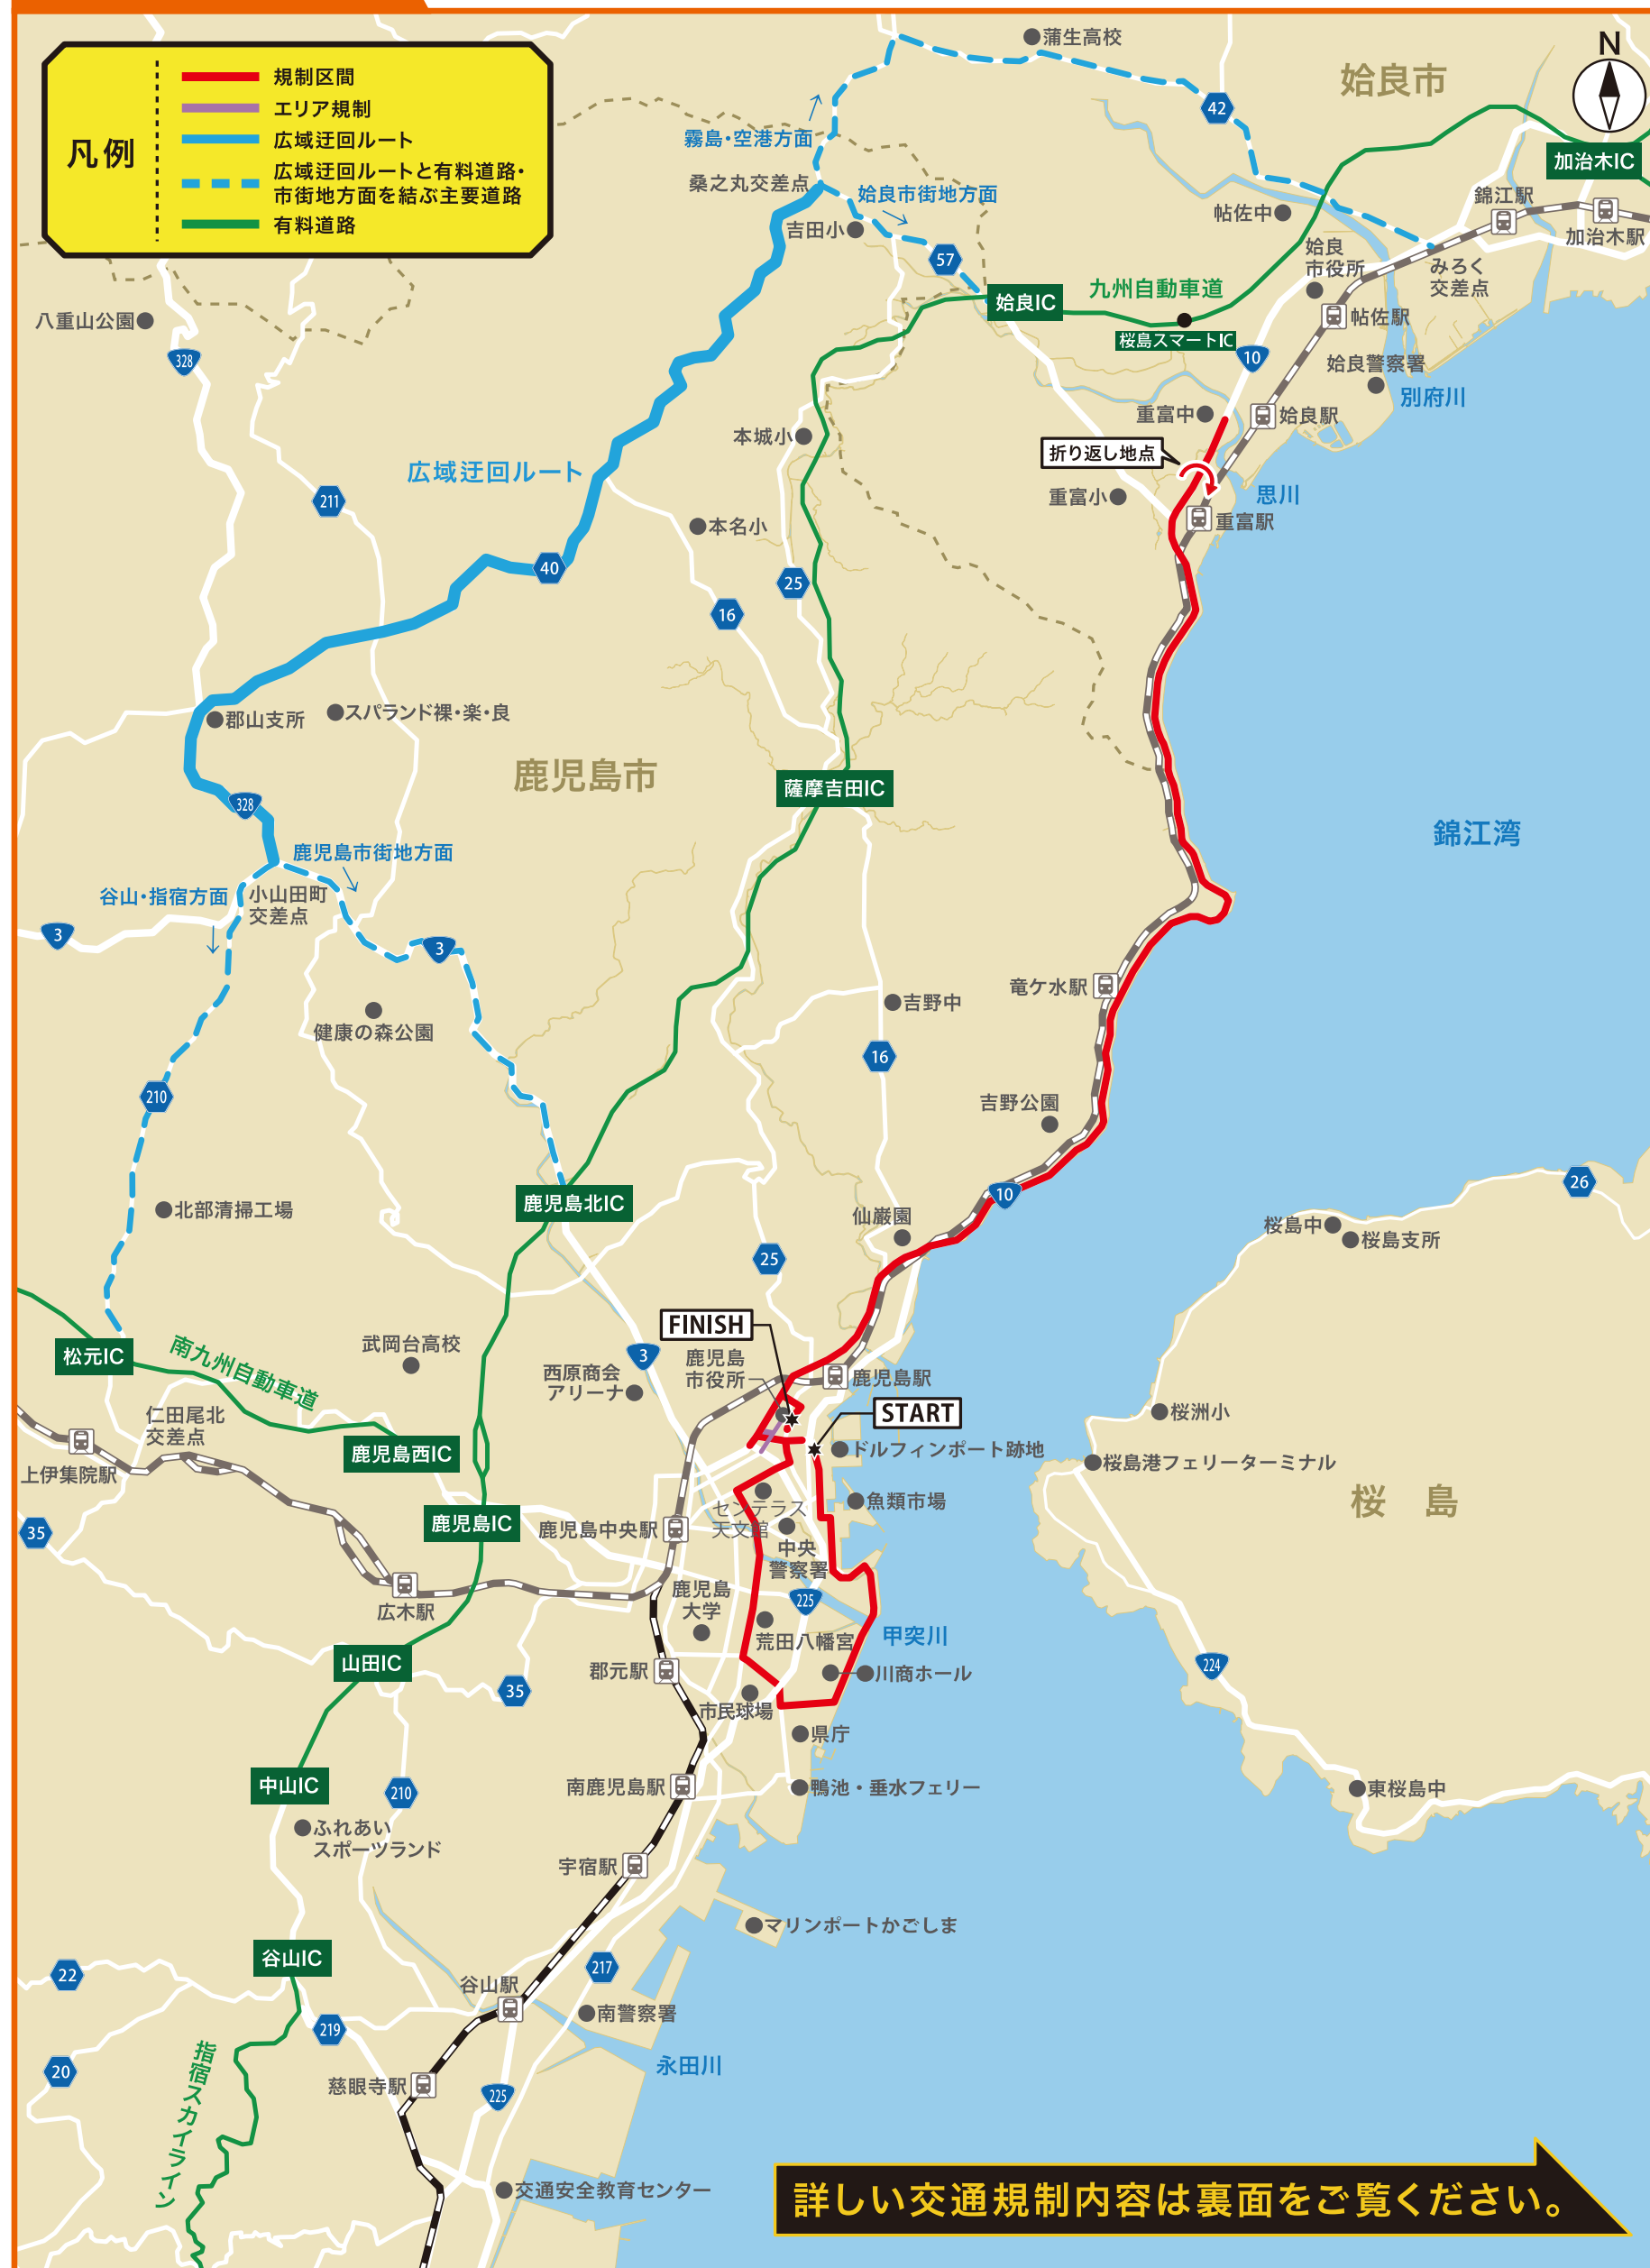 凡例
規制区間
エリア規制
広域迂回ルート
広域迂回ルートと有料道路・
市街地方面を結ぶ主要道路
有料道路
N
蒲生高校
姶良市
42
霧島・空港方面
加治木IC
桑之丸交差点
姶良市街地方面
帖佐中
錦江駅
吉田小
加治木駅
57
姶良
市役所
みろく
交差点
九州自動車道
姶良IC
八重山公園
帖佐駅
桜島スマートIC
328
10
姶良警察署
別府川
重富中
姶良駅
本城小
折り返し地点
広域迂回ルート
211
重富小
思川
本名小
重富駅
40
25
16
郡山支所
スパランド裸・楽・良
鹿児島市
薩摩吉田IC
328
錦江湾
鹿児島市街地方面
谷山・指宿方面
小山田町
交差点
3
3
竜ケ水駅
吉野中
健康の森公園
16
210
吉野公園
26
北部清掃工場
鹿児島北IC
10
仙巌園
桜島中
桜島支所
25
FINISH
松元IC
南九州自動車道
武岡台高校
3
鹿児島
市役所
西原商会
アリーナ
鹿児島駅
START
仁田尾北
交差点
桜洲小
鹿児島西IC
ドルフィンポート跡地
上伊集院駅
桜島港フェリーターミナル
センテラス
天文館
魚類市場
桜 島
35
鹿児島IC
鹿児島中央駅
中央
警察署
鹿児島
大学
225
広木駅
荒田八幡宮
甲突川
山田IC
郡元駅
川商ホール
224
35
市民球場
県庁
中山IC
210
南鹿児島駅
鴨池・垂水フェリー
東桜島中
ふれあい
スポーツランド
宇宿駅
マリンポートかごしま
谷山IC
22
217
谷山駅
南警察署
219
20
永田川
指宿スカイライン
慈眼寺駅
225
交通安全教育センター
詳しい交通規制内容は裏面をご覧ください。